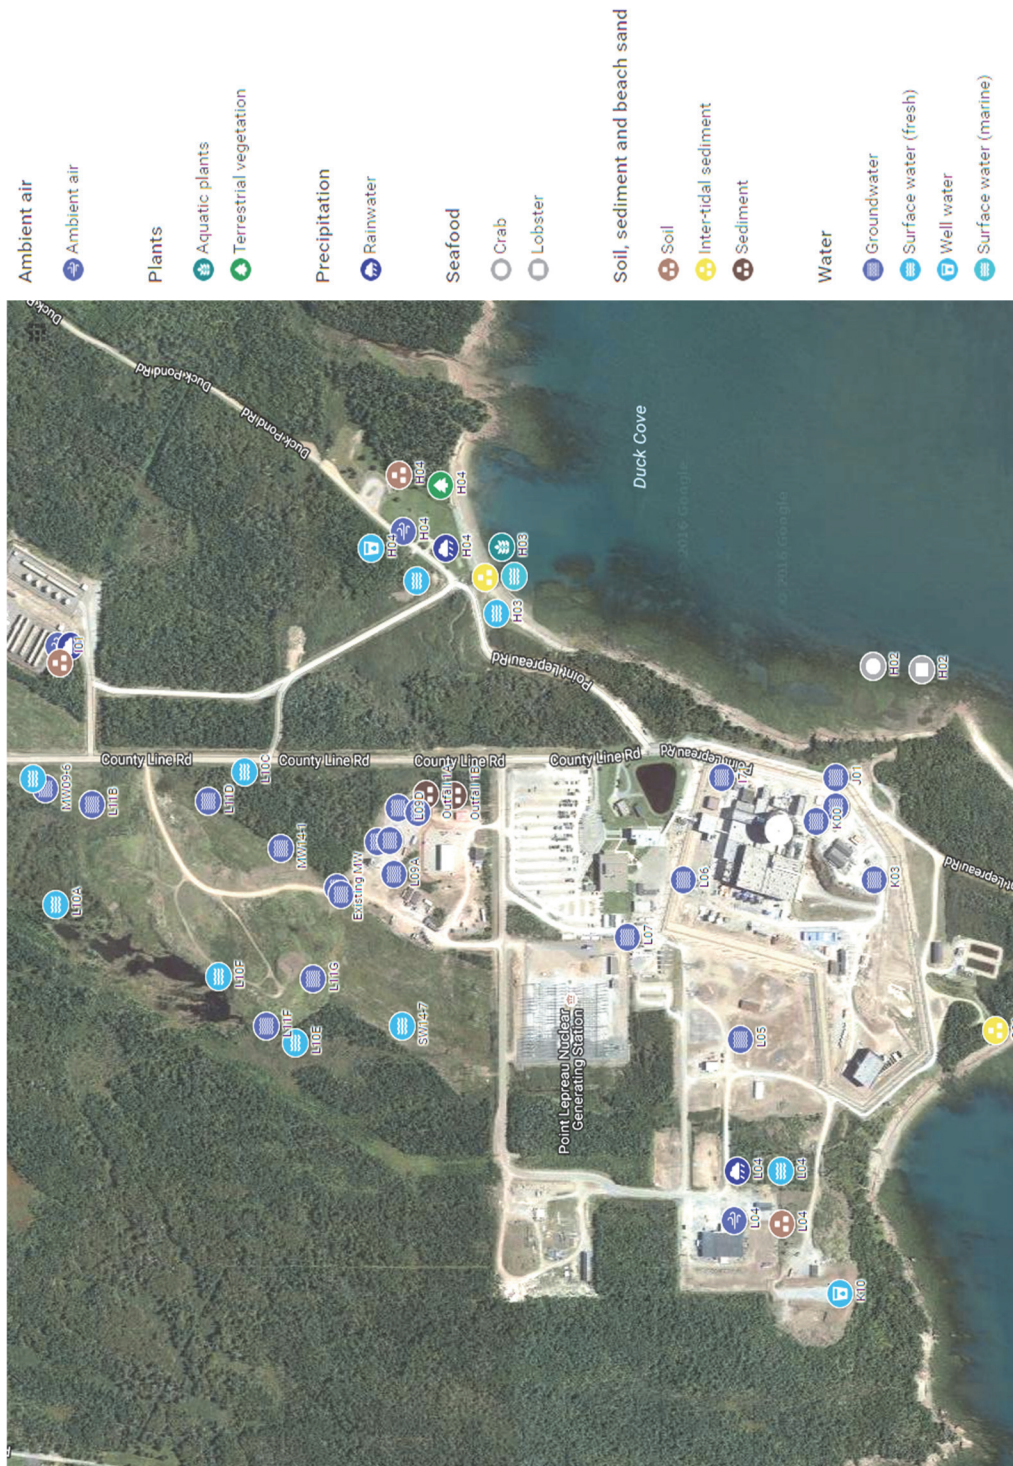 Ambient air
Ambient air
Plants
Aquatic plants
Terrestrial vegetation
Precipitation
Rainwater
Seafood
Crab
Lobster
Soil, sediment and beach sand
Soil
Inter-tidal sediment
Sediment
Water
Groundwater
Surface water (fresh)
Well water
Surface water (marine)
Duck Pond Rd
Duck Pond Rd
County Line Rd
County Line Rd
County Line Rd
County Line Rd
Point Lepreau Rd
Point Lepreau Rd
Duck Cove
2016 Google
©2016 Google
MW09-6
L11B
L11D
L10C
L10A
MW14-1
Existing MW
L10F
L11G
L11F
L10E
SW14-7
L09D
L09A
Outfall 1A
Outfall 1B
H04
H04
H04
H04
H04
H03
H03
H02
H02
J01
L06
L07
L05
K03
L04
L04
L04
L04
K10
Point Lepreau Nuclear
Generating Station